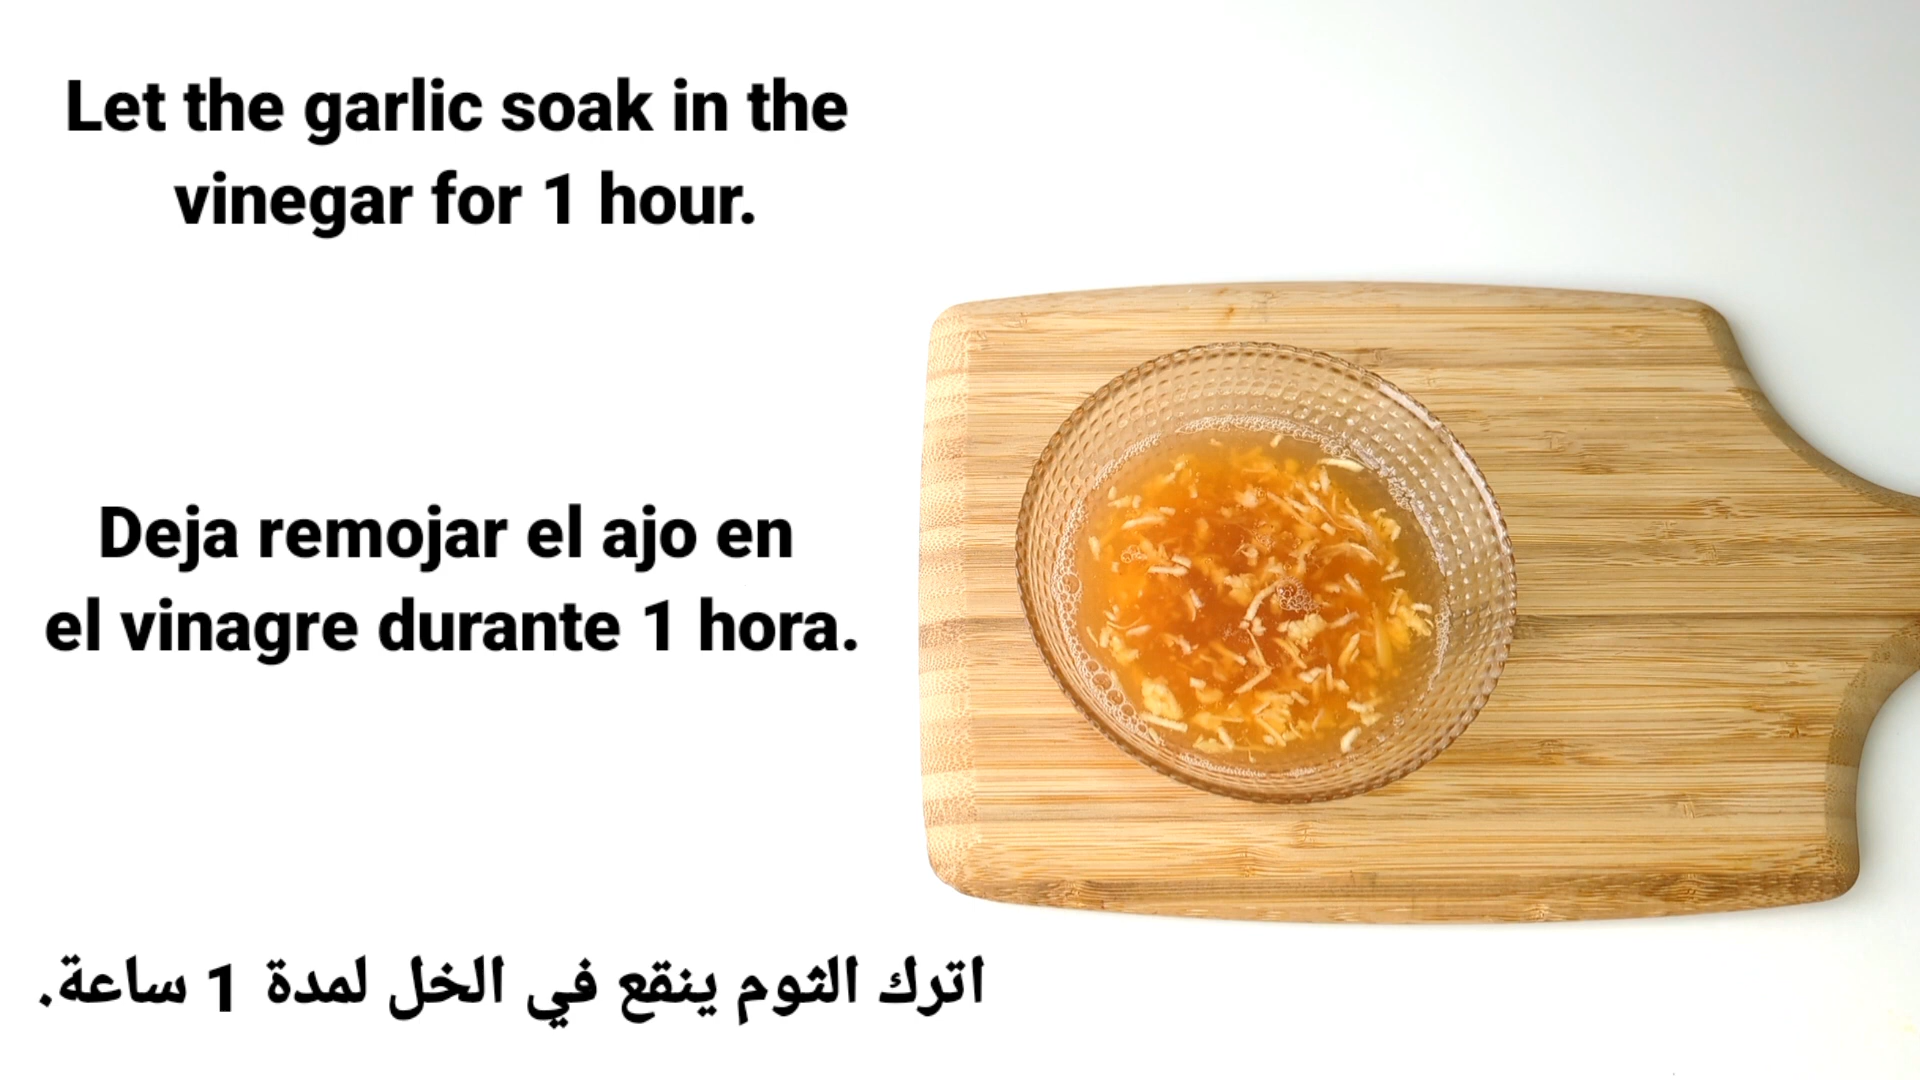 Let the garlic soak in the
vinegar for 1 hour.
Deja remojar el ajo en
el vinagre durante 1 hora.
اترك الثوم ينقع في الخل لمدة 1 ساعة.